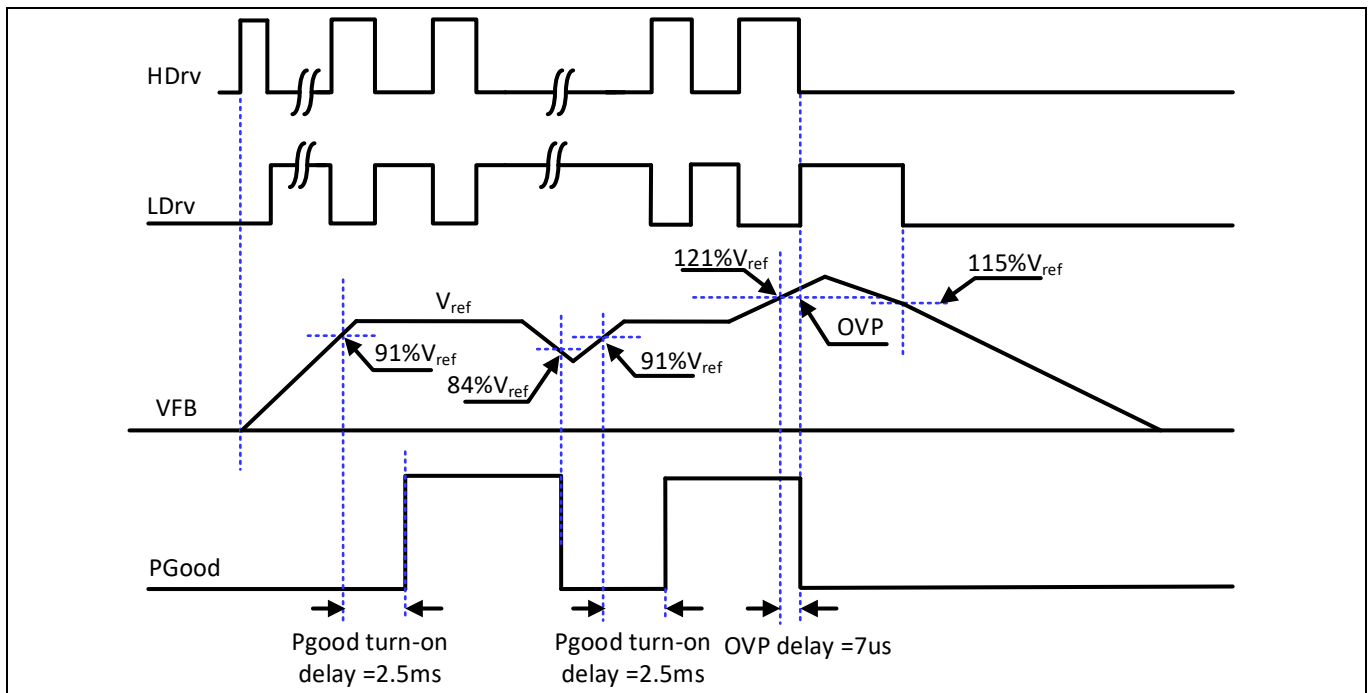 HDrv
LDrv
121%Vref
115%Vref
Vref
OVP
91%Vref
91%Vref
84%Vref
VFB
PGood
Pgood turn-on
delay =2.5ms
Pgood turn-on
delay =2.5ms
OVP delay =7us